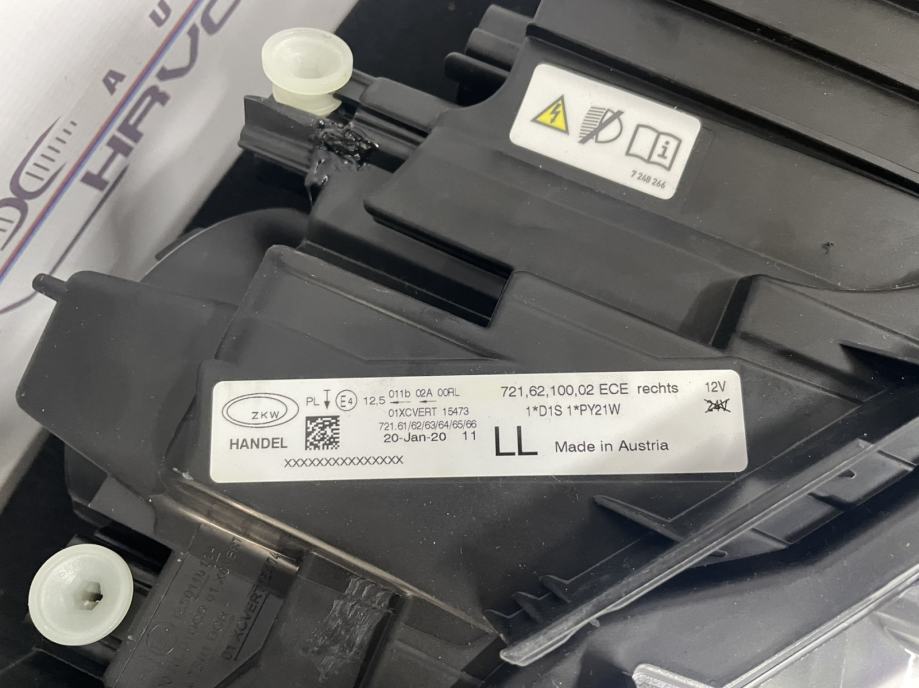 HRVO
7 248 266
ZKW
HANDEL
PL
E4
12,5
011b 02A 00RL
01XCVERT 15473
721.61/62/63/64/65/66
20-Jan-20 11
XXXXXXXXXXXXXXX
721,62,100,02 ECE rechts
1*D1S 1*PY21W
LL
Made in Austria
12V
24V